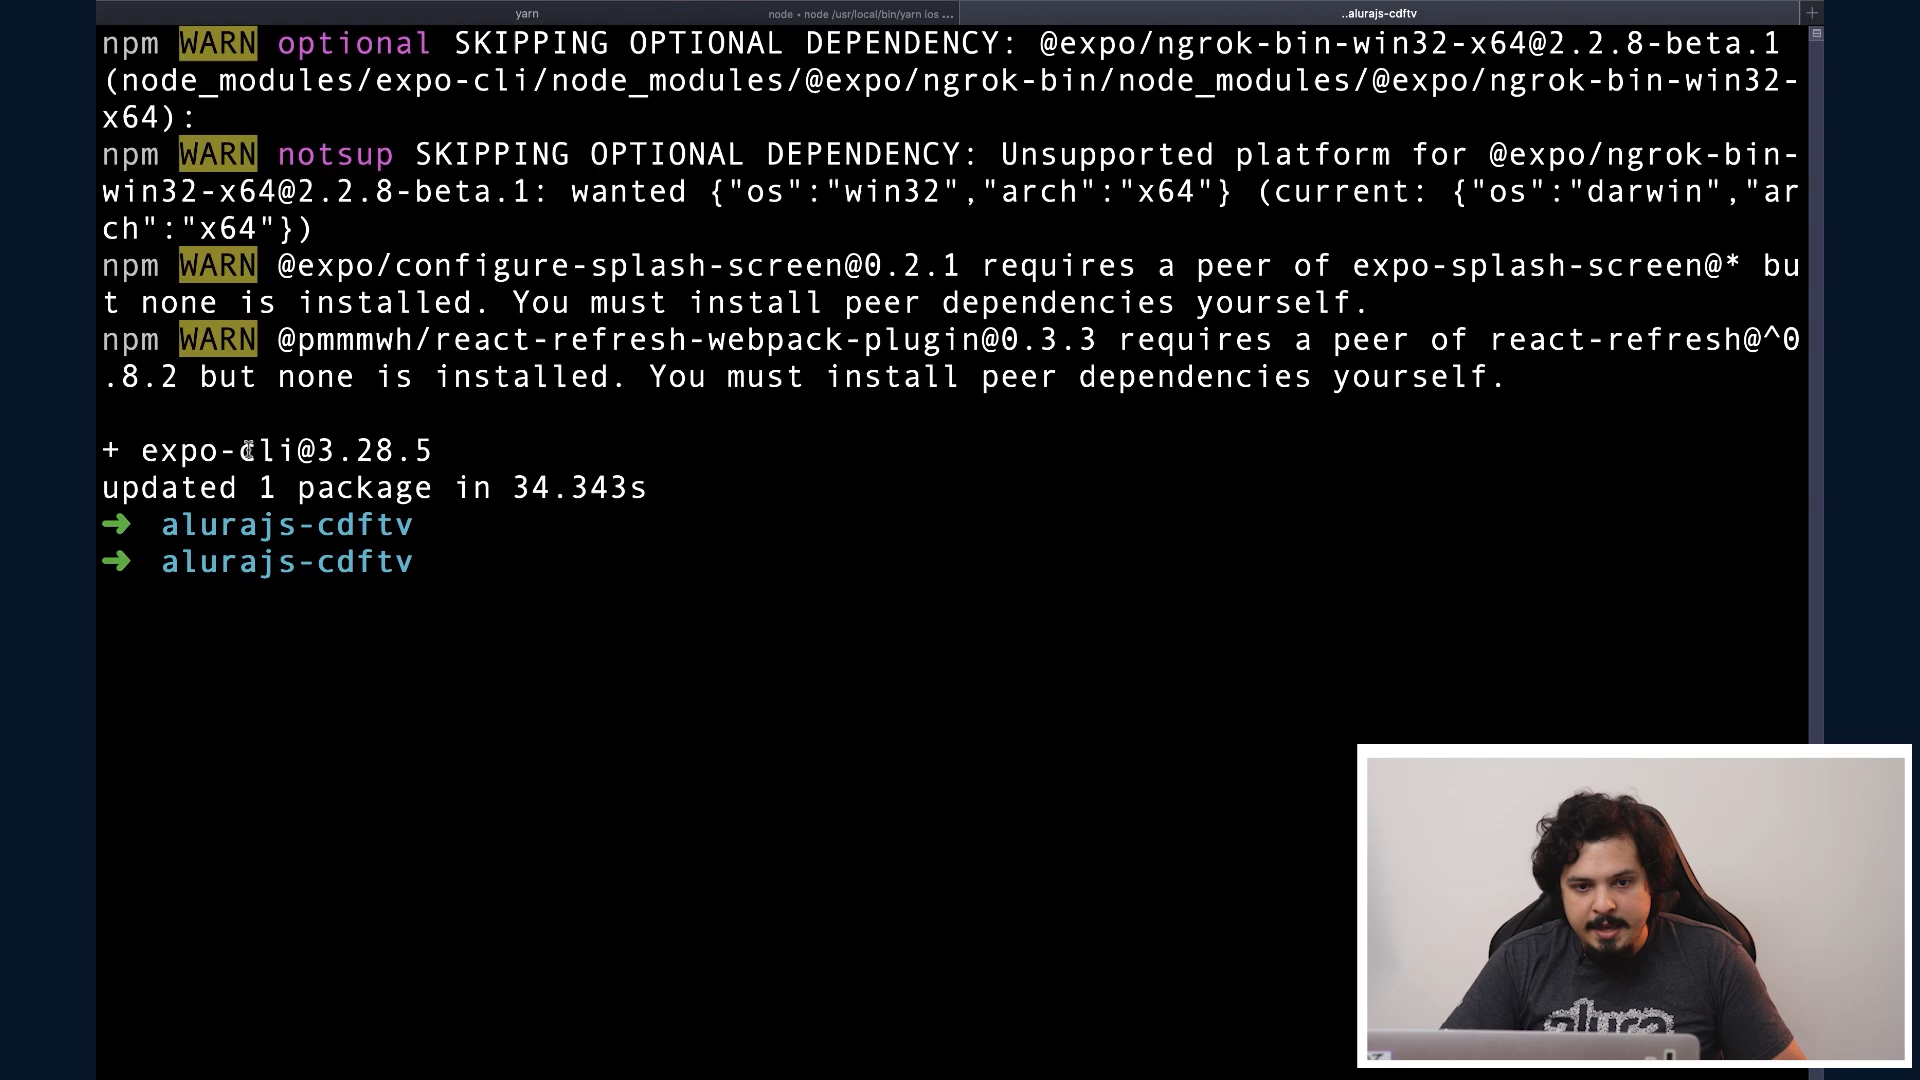 yarn
node • node /usr/local/bin/yarn ios ...
..alurajs-cdftv
npm WARN optional SKIPPING OPTIONAL DEPENDENCY: @expo/ngrok-bin-win32-x64@2.2.8-beta.1
(node_modules/expo-cli/node_modules/@expo/ngrok-bin/node_modules/@expo/ngrok-bin-win32-
x64):
npm WARN notsup SKIPPING OPTIONAL DEPENDENCY: Unsupported platform for @expo/ngrok-bin-
win32-x64@2.2.8-beta.1: wanted {"os":"win32","arch":"x64"} (current: {"os":"darwin","ar
ch":"x64"})
npm WARN @expo/configure-splash-screen@0.2.1 requires a peer of expo-splash-screen@* bu
t none is installed. You must install peer dependencies yourself.
npm WARN @pmmmwh/react-refresh-webpack-plugin@0.3.3 requires a peer of react-refresh@^0
.8.2 but none is installed. You must install peer dependencies yourself.
+ expo-cli@3.28.5
updated 1 package in 34.343s
➜ alurajs-cdftv
➜ alurajs-cdftv
alura